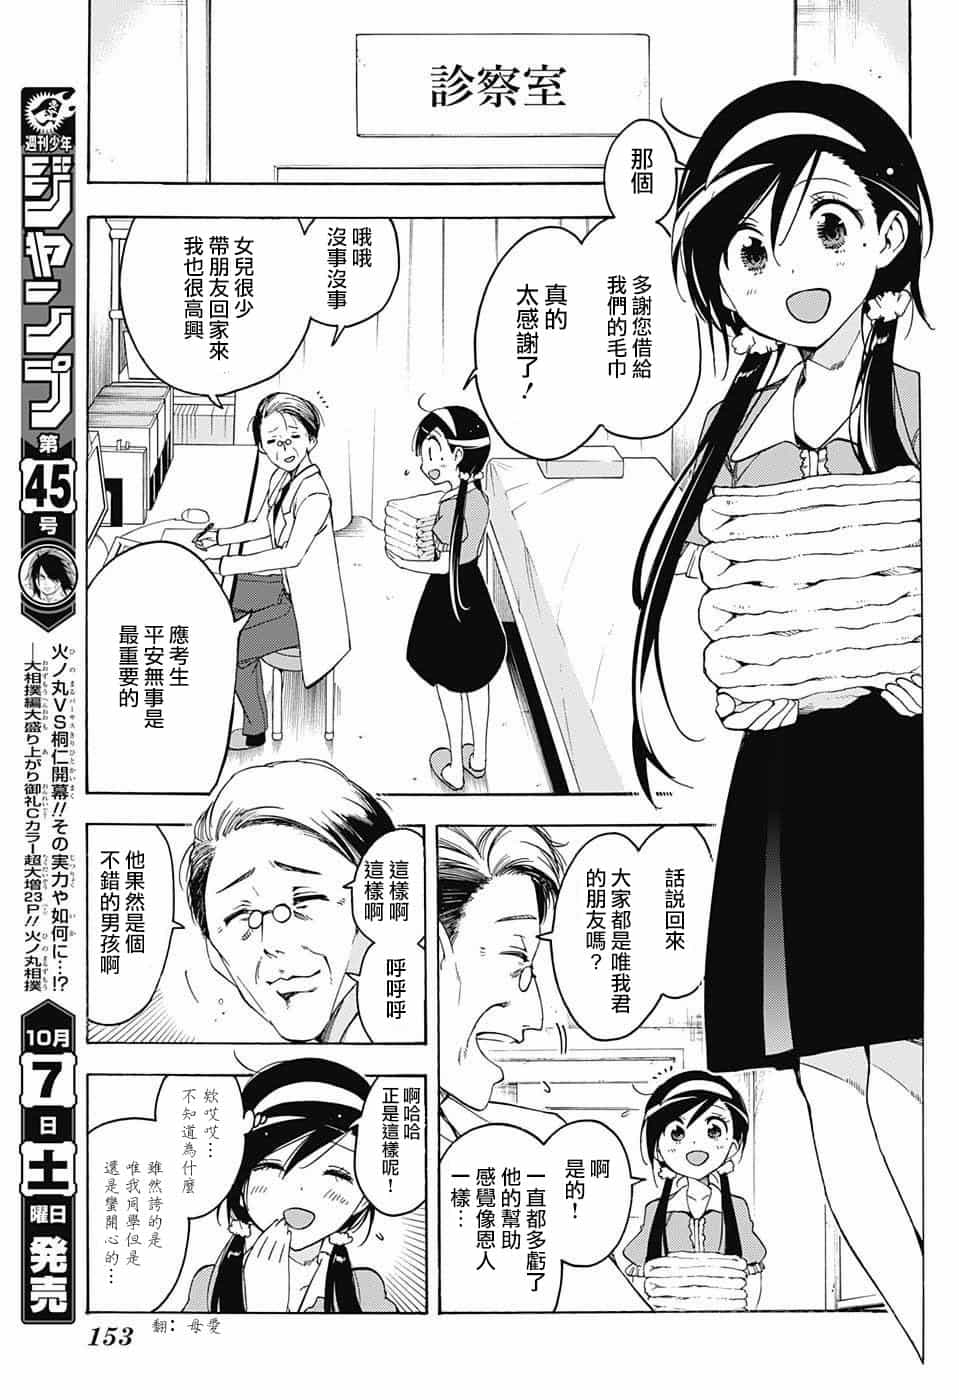 診察室
那個
多謝您借給
我們的毛巾
真的
太感謝了!
哦哦
沒事沒事
女兒很少
帶朋友回家來
我也很高興
應考生
平安無事是
最重要的
話說回來
大家都是唯我君
的朋友嗎?
啊
是的!
一直都多虧了
他的幫助
感覺像恩人
一樣…
這樣啊
這樣啊
呼呼呼
他果然是個
不錯的男孩啊
啊哈哈
正是這樣呢!
欸哎哎…
不知道為什麼
雖然誇的是
唯我同學但是
還是蠻開心的…
翻: 母愛
153
週刊少年
ジャンプ
第
45
号
火ノ丸VS桐仁開幕!!その実力や如何に…!?
―大相撲編大盛り上がり御礼Cカラー超大増23P!! 火ノ丸相撲
10月
7
日
土
曜日
発売